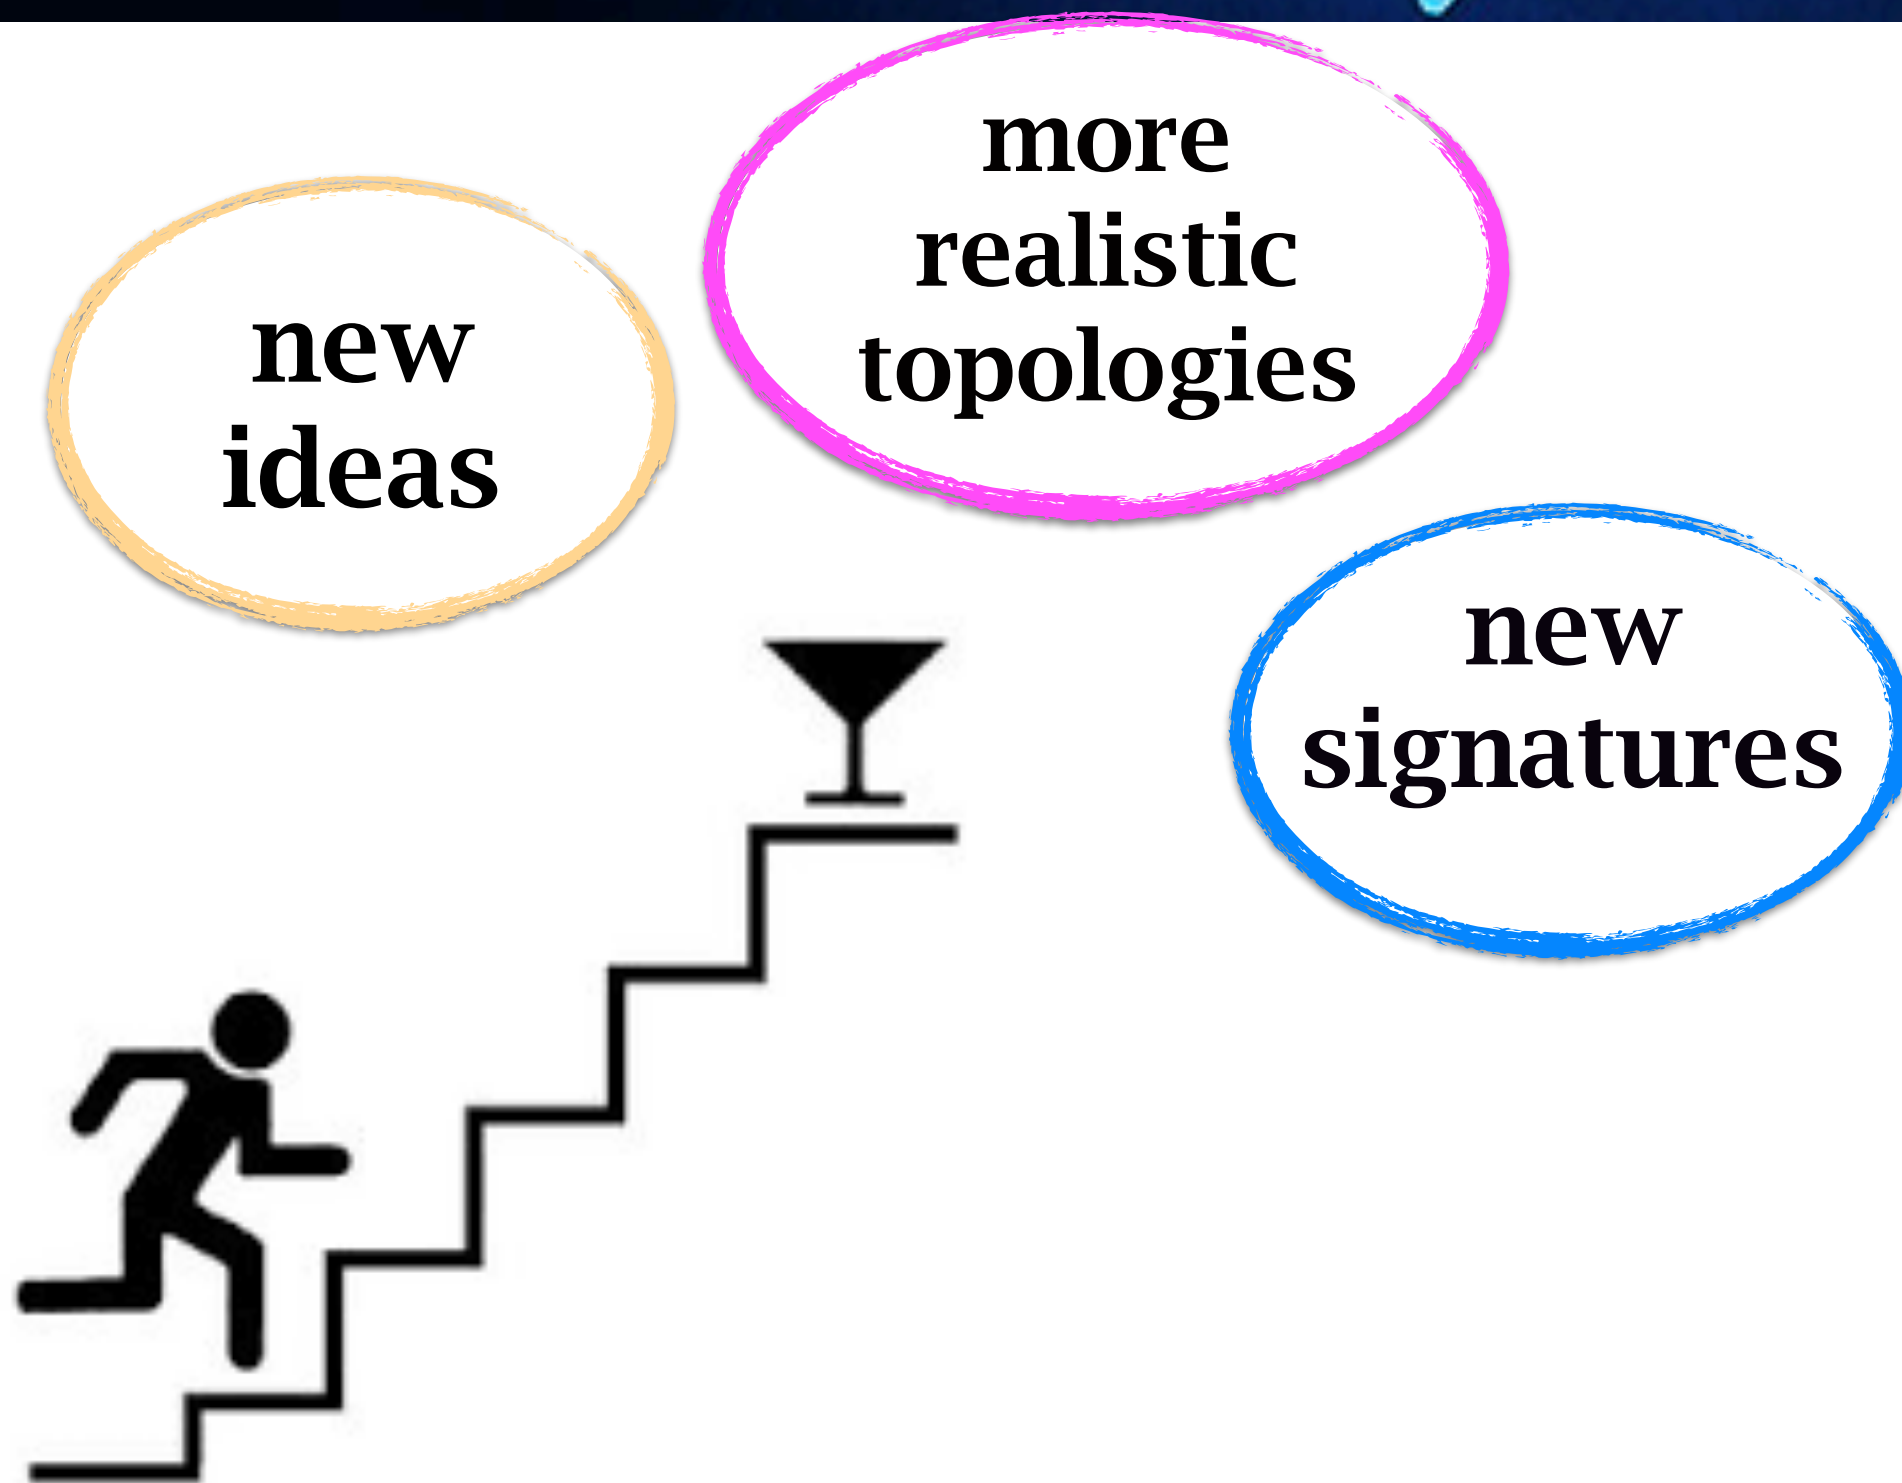 new
ideas
more
realistic
topologies
new
signatures